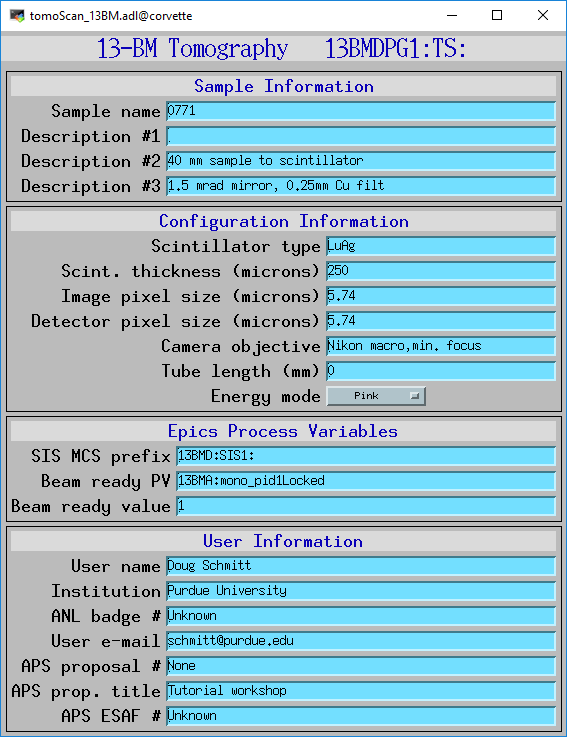 tomoScan_13BM.adl@corvette
13-BM Tomography 13BMDPG1:TS:
Sample Information
Sample name 0771
Description #1
Description #2 40 mm sample to scintillator
Description #3 1.5 mrad mirror, 0.25mm Cu filt
Configuration Information
Scintillator type LuAg
Scint. thickness (microns) 250
Image pixel size (microns) 5.74
Detector pixel size (microns) 5.74
Camera objective Nikon macro,min. focus
Tube length (mm) 0
Energy mode Pink
Epics Process Variables
SIS MCS prefix 13BMD:SIS1:
Beam ready PV 13BMA:mono_pid1Locked
Beam ready value 1
User Information
User name Doug Schmitt
Institution Purdue University
ANL badge # Unknown
User e-mail schmitt@purdue.edu
APS proposal # None
APS prop. title Tutorial workshop
APS ESAF # Unknown